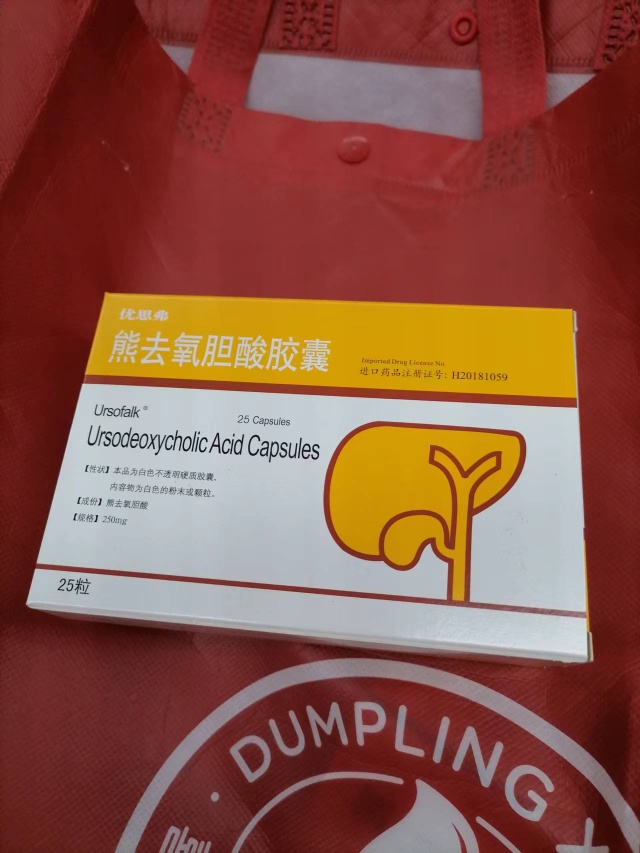 优思弗
熊去氧胆酸胶囊
Imported Drug License No.
进口药品注册证号: H20181059
Ursofalk®
25 Capsules
Ursodeoxycholic Acid Capsules
【性状】本品为白色不透明硬质胶囊,
内容物为白色的粉末或颗粒。
【成份】熊去氧胆酸
【规格】250mg
25粒
· DUMPLING +